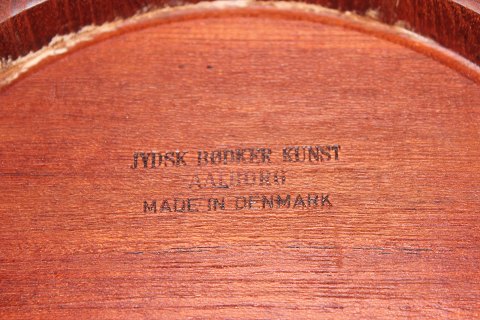 JYDSK BØDKER KUNST
AALBORG
MADE IN DENMARK